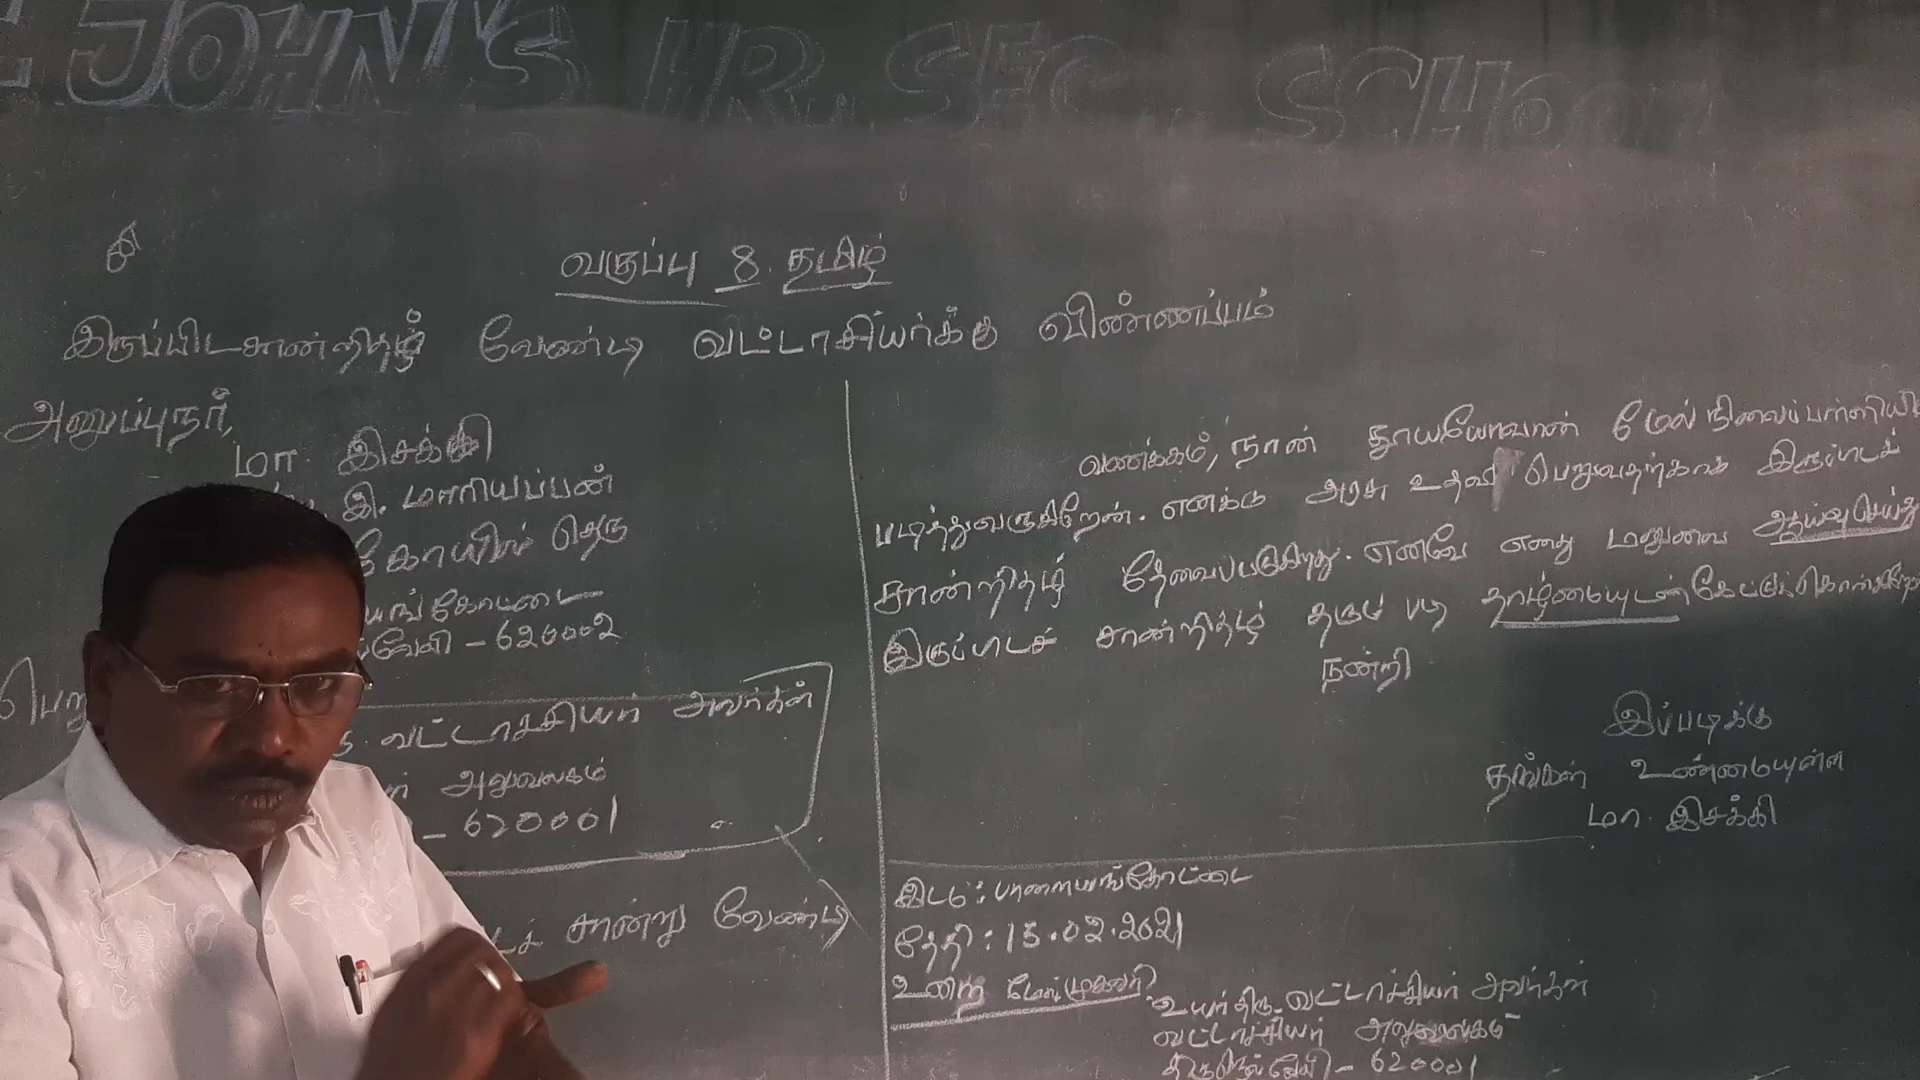 JOHN'S HR. SEC. SCHOOL
வகுப்பு 8. தமிழ்
இருப்பிடசான்றிதழ் வேண்டி வட்டாசியர்க்கு விண்ணப்பம்
அனுப்புநர்,
மா. இசக்கி
இ. மாரியப்பன்
கோயில் தெரு
யங்கோட்டை
வேலி - 620002
பெறு
வட்டாட்சியர் அவர்கள்
அலுவலகம்
- 620001
டச் சான்று வேண்டி
வணக்கம், நான் தூயயோவான் மேல்நிலைப்பள்ளியி
படித்துவருகிறேன். எனக்கு அரசு உதவி பெறுவதற்காக இருப்பிடச்
சான்றிதழ் தேவைப்படுகிறது. எனவே எனது மனுவை ஆய்வுசெய்து
இருப்பிடச் சான்றிதழ் தரும் படி தாழ்மையுடன் கேட்டுக்கொள்கிறே
நன்றி
இப்படிக்கு
தங்கள் உண்மையுள்ள
மா. இசக்கி
இடம் : பாளையங்கோட்டை
தேதி : 15.02.2021
உறை மேல்முகவரி
உயர்திரு. வட்டாச்சியர் அவர்கள்
வட்டாச்சியர் அலுவலகம்
திருநெல்வேலி - 620001